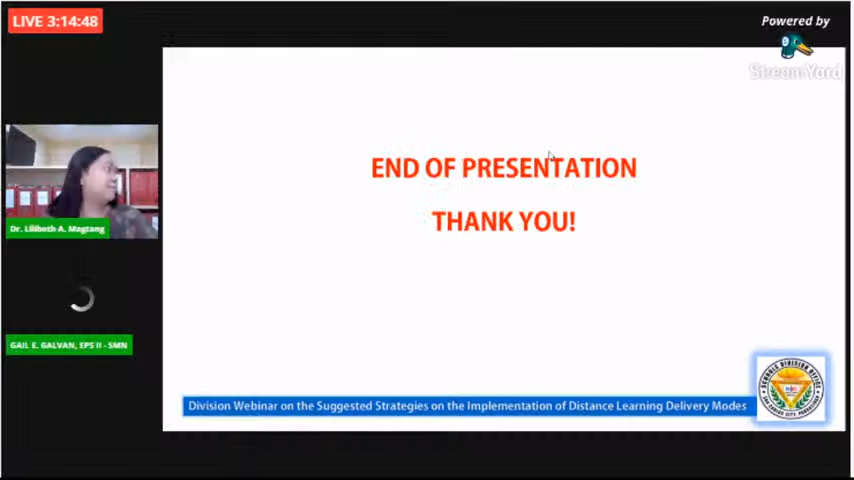 LIVE 3:14:48
Powered by
StreamYard
END OF PRESENTATION
THANK YOU!
Dr. Lilibeth A. Magtang
GAIL E. GALVAN, EPS II - SMN
Division Webinar on the Suggested Strategies on the Implementation of Distance Learning Delivery Modes
SCHOOLS DIVISION OFFICE